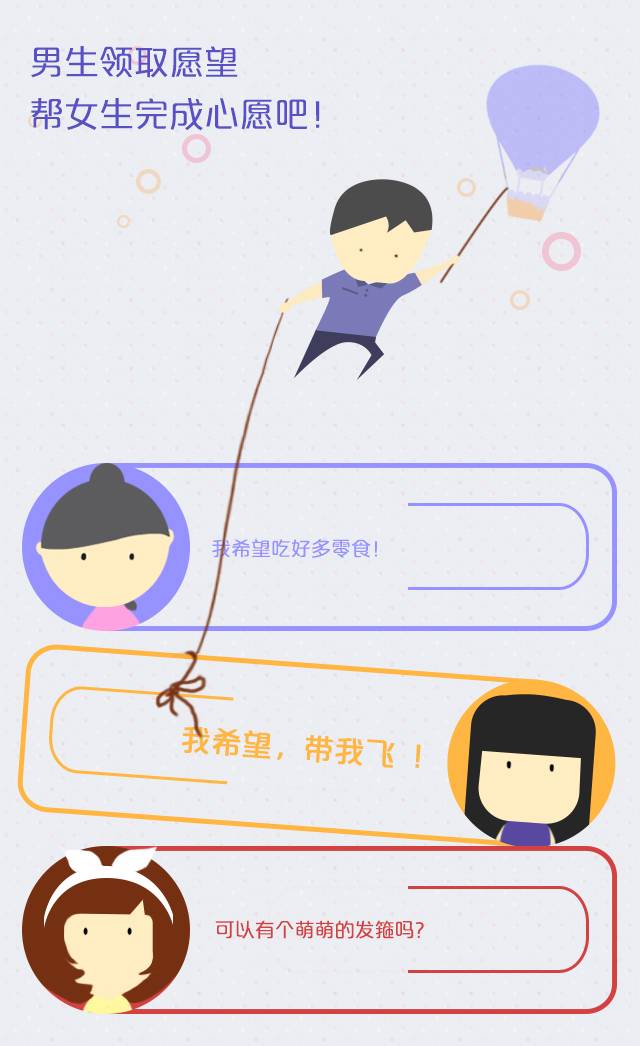 男生领取愿望
帮女生完成心愿吧！
我希望吃好多零食！
我希望，带我飞！
可以有个萌萌的发箍吗？